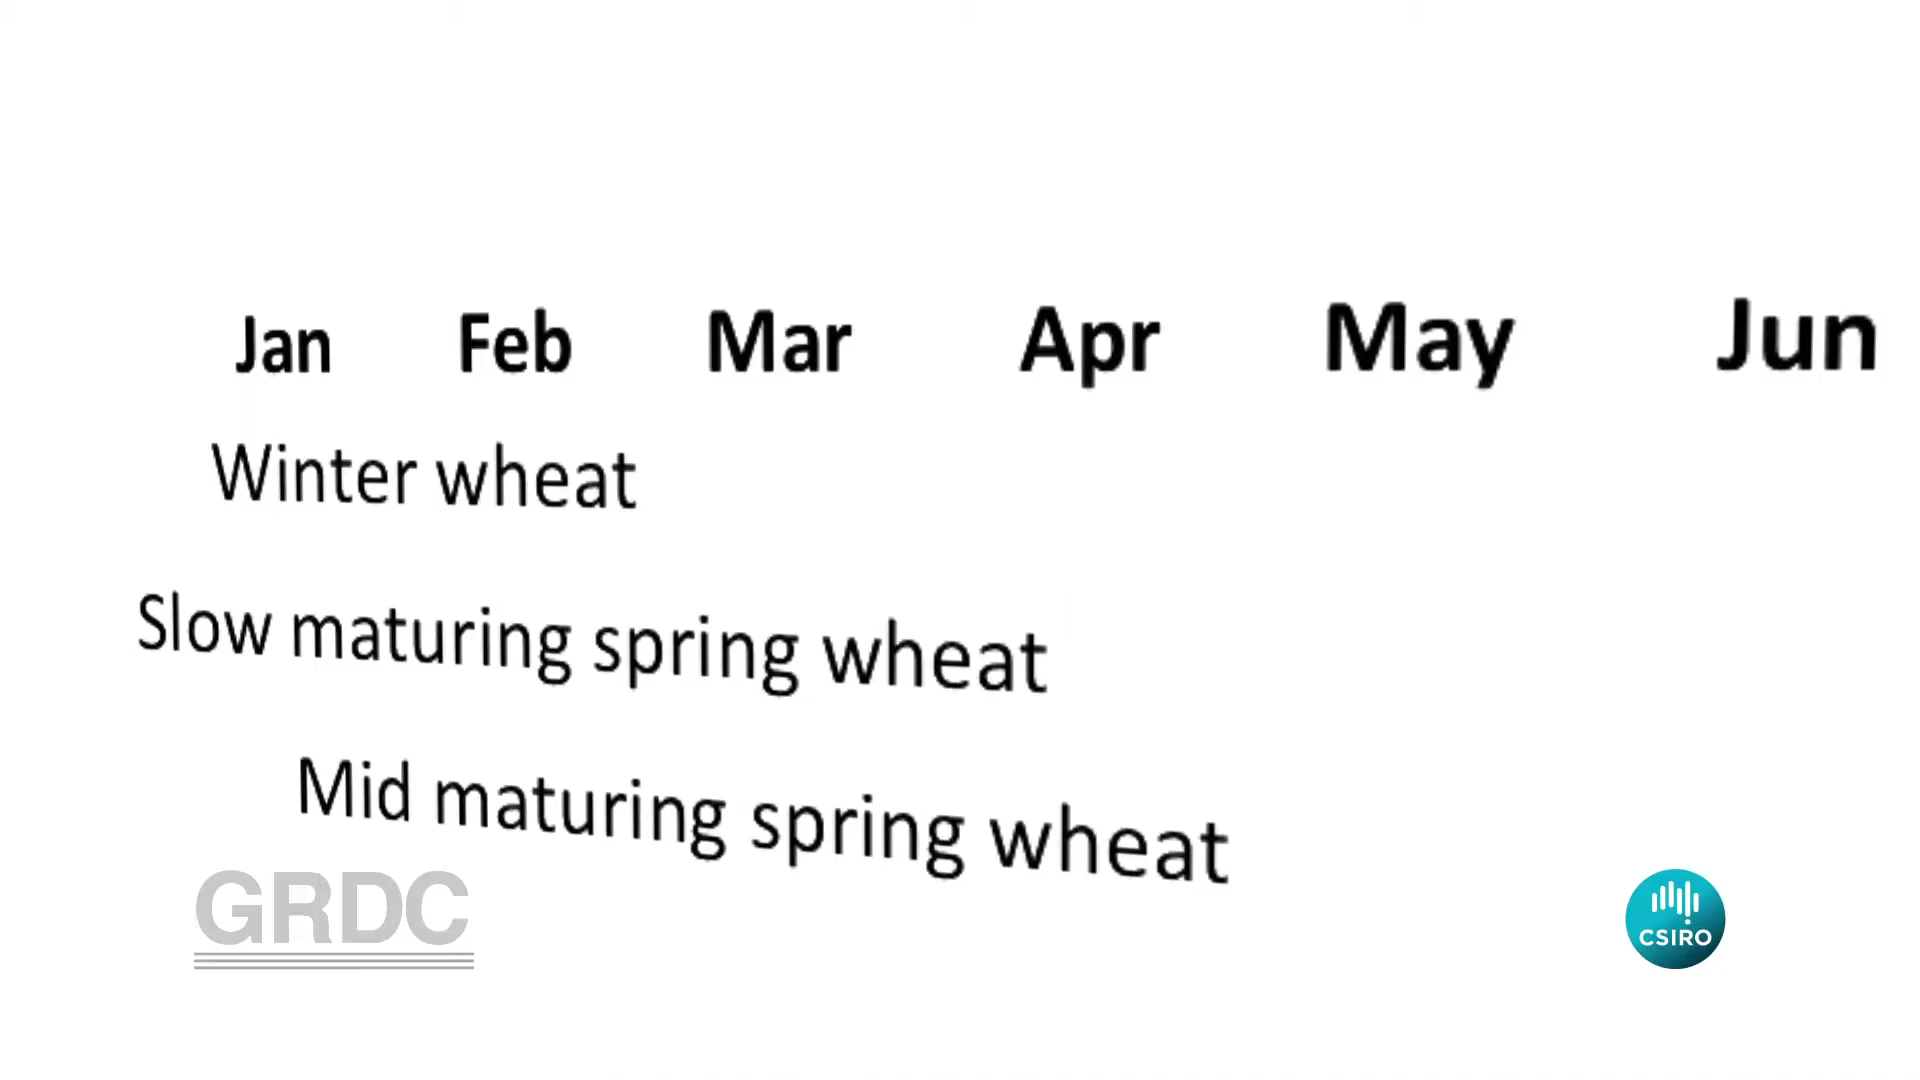 Jan Feb Mar Apr May Jun
Winter wheat
Slow maturing spring wheat
Mid maturing spring wheat
GRDC
CSIRO